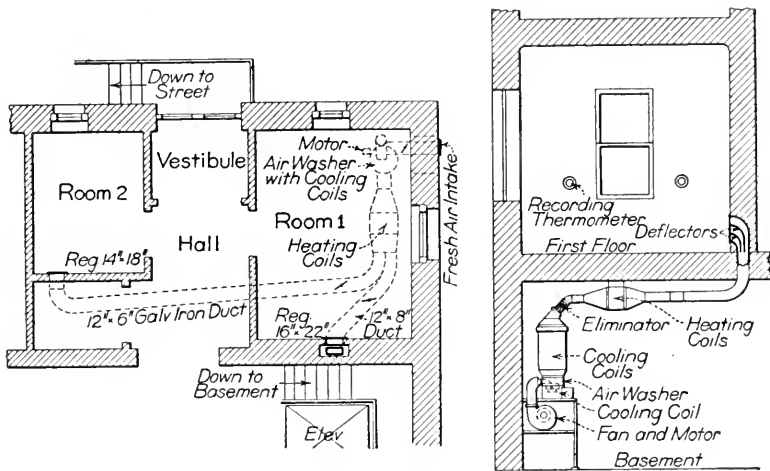 Down to
Street
Vestibule
Motor
Air Washer
with Cooling
Coils
Room 2
Room 1
Fresh Air Intake
Hall
Heating
Coils
Reg 14"x 18"
12"x 6" Galv Iron Duct
Reg.
16"x 22"
12"x 8"
Duct
Down to
Basement
Elev
Recording
Thermometer
Deflectors
First Floor
Eliminator
Heating
Coils
Cooling
Coils
Air Washer
Cooling Coil
Fan and Motor
Basement